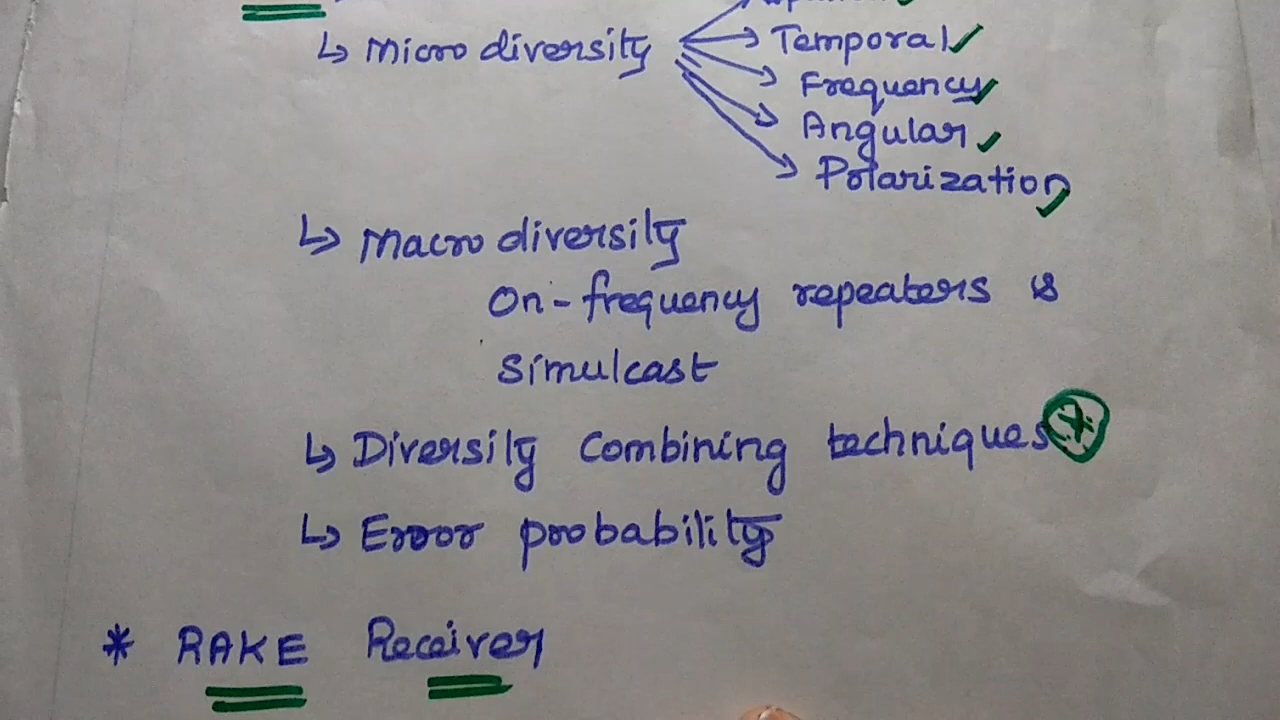 ↳ Micro diversity → Temporal ✓
→ Frequency ✓
→ Angular ✓
→ Polarization ✓
↳ Macro diversity
On-frequency repeaters &
Simulcast
↳ Diversity Combining techniques
↳ Error probability
* RAKE Receiver